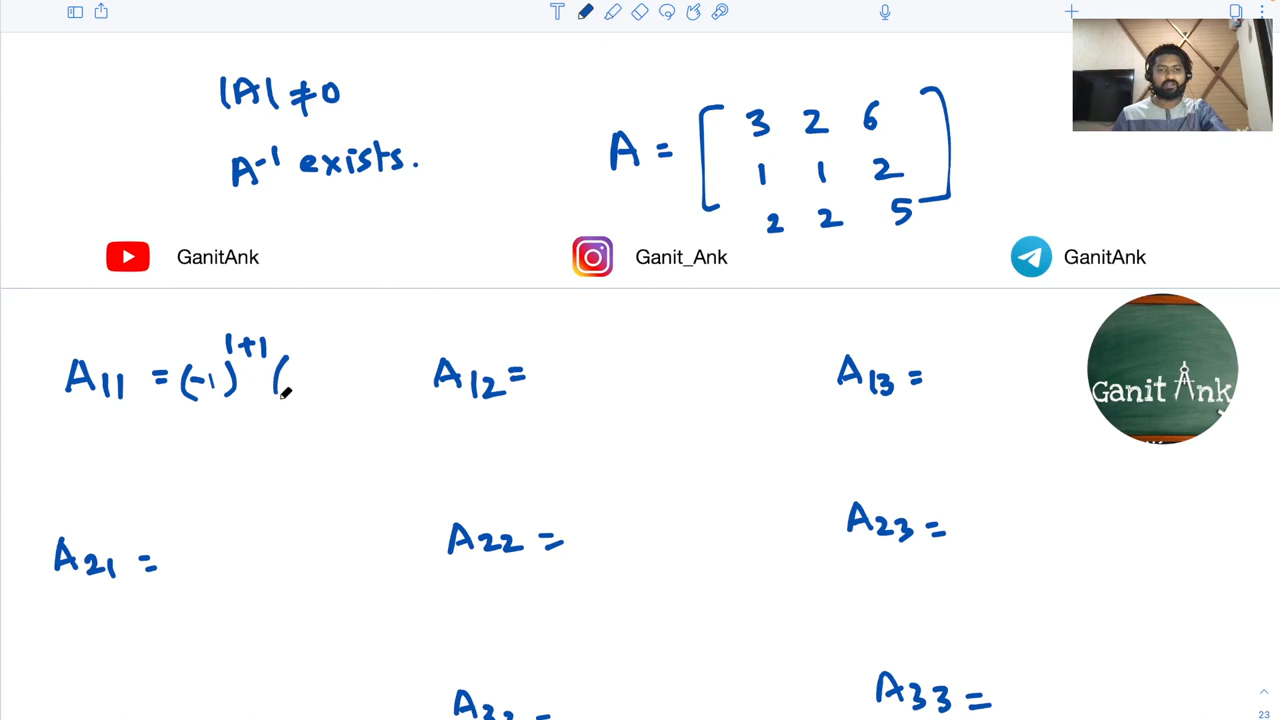 |A| ≠ 0
A⁻¹ exists.
A = [ 3 2 6
1 1 2
2 2 5 ]
GanitAnk
Ganit_Ank
GanitAnk
A11 = (-1)^1+1 (
A12 =
A13 =
Ganit Ank
A21 =
A22 =
A23 =
A33 =
23